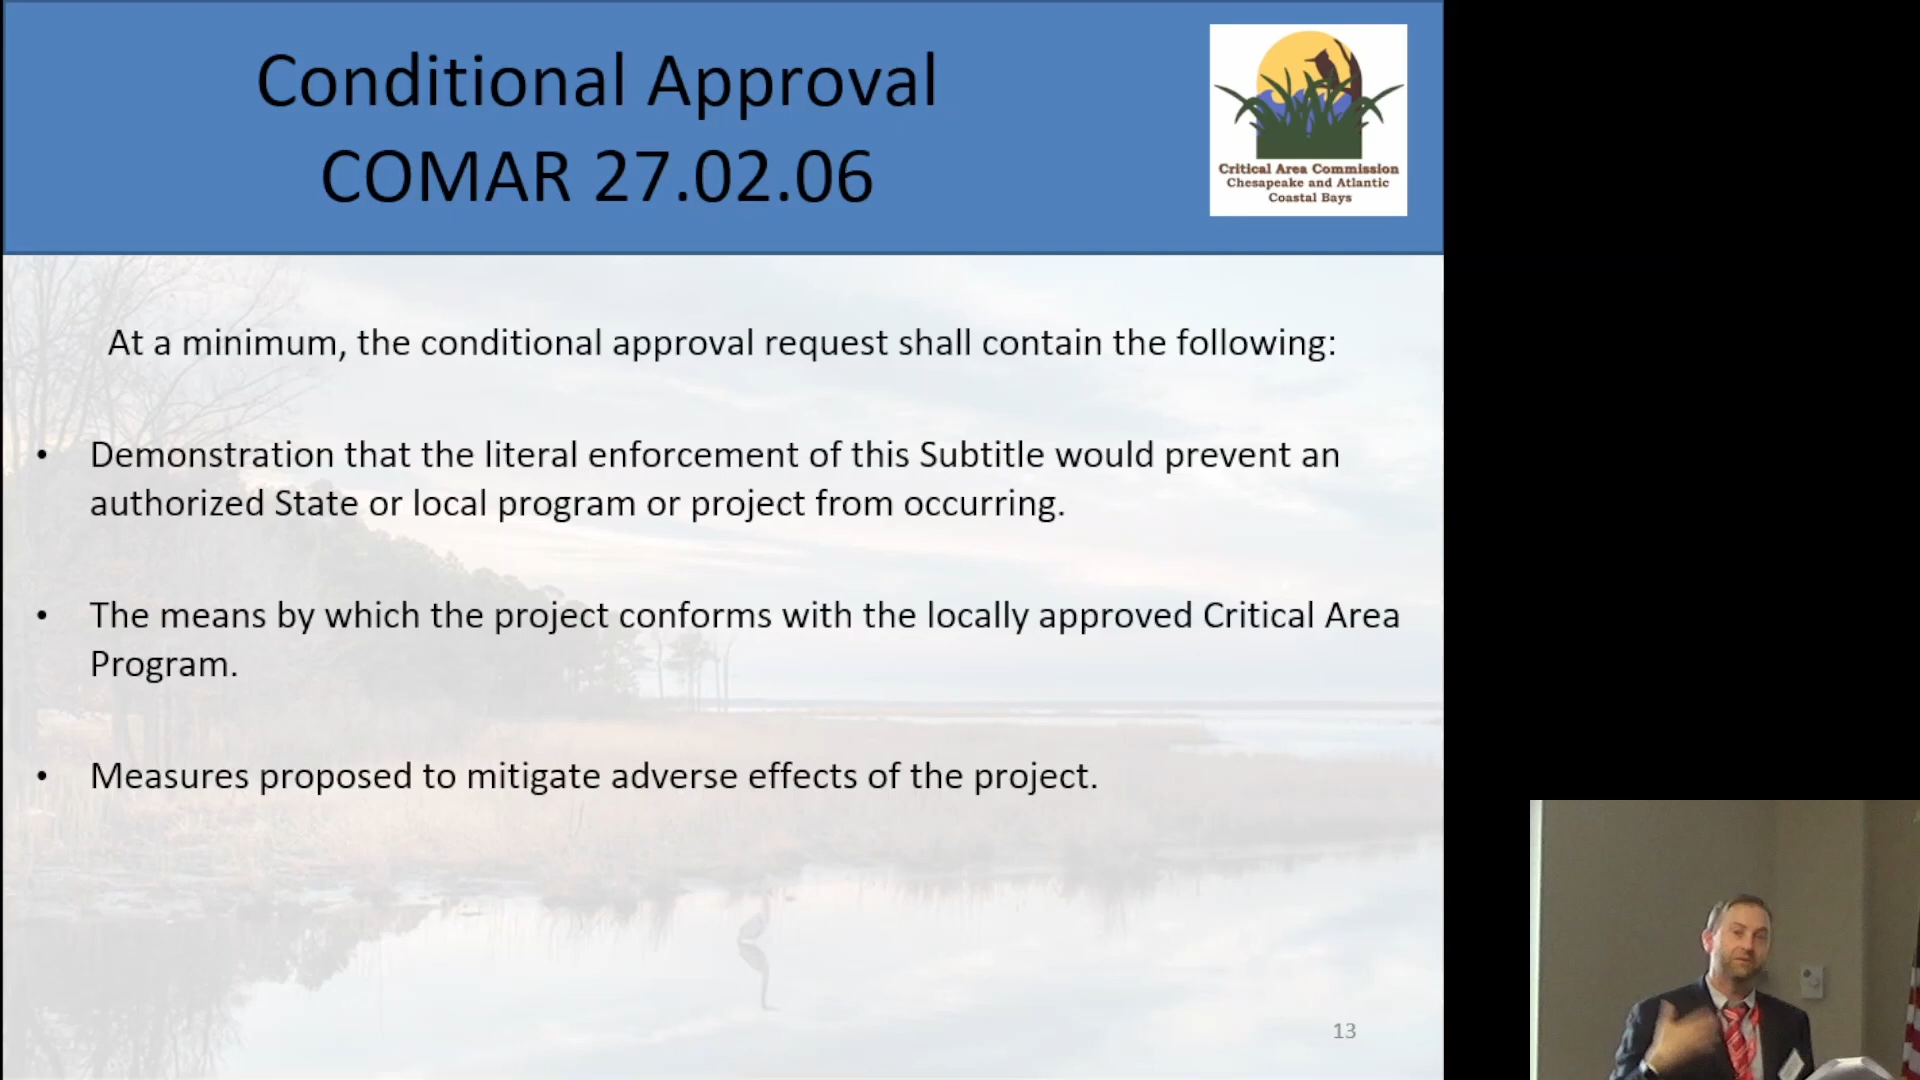 Conditional Approval
COMAR 27.02.06
Critical Area Commission
Chesapeake and Atlantic
Coastal Bays
At a minimum, the conditional approval request shall contain the following:
• Demonstration that the literal enforcement of this Subtitle would prevent an
authorized State or local program or project from occurring.
• The means by which the project conforms with the locally approved Critical Area
Program.
• Measures proposed to mitigate adverse effects of the project.
13